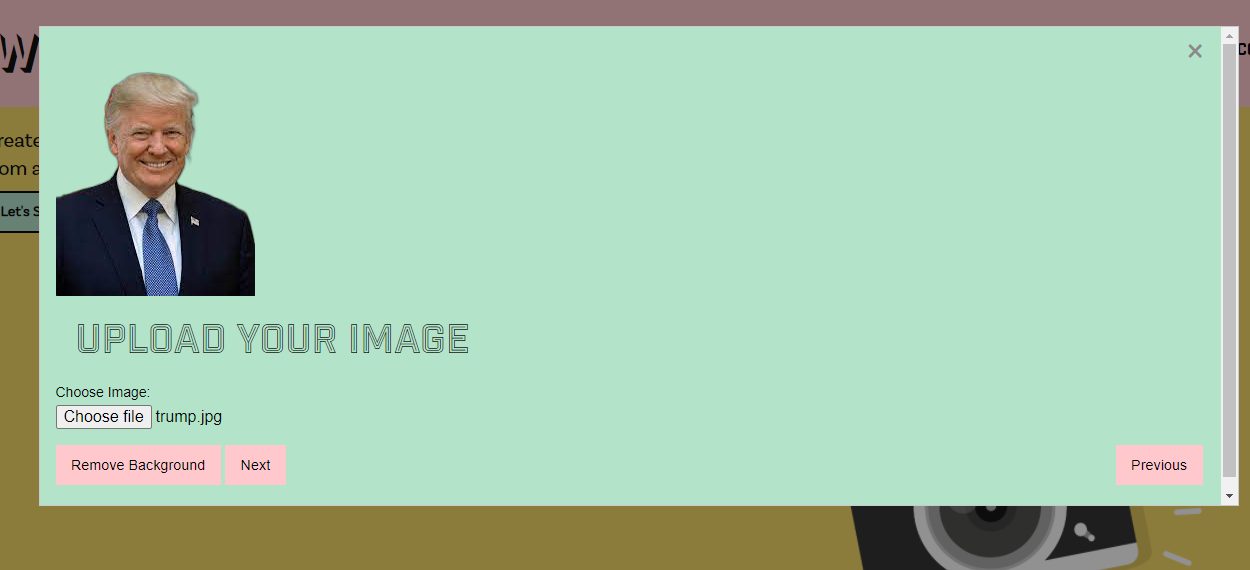 W
reate
om a
Let's S
×
UPLOAD YOUR IMAGE
Choose Image:
Choose file trump.jpg
Remove Background Next Previous